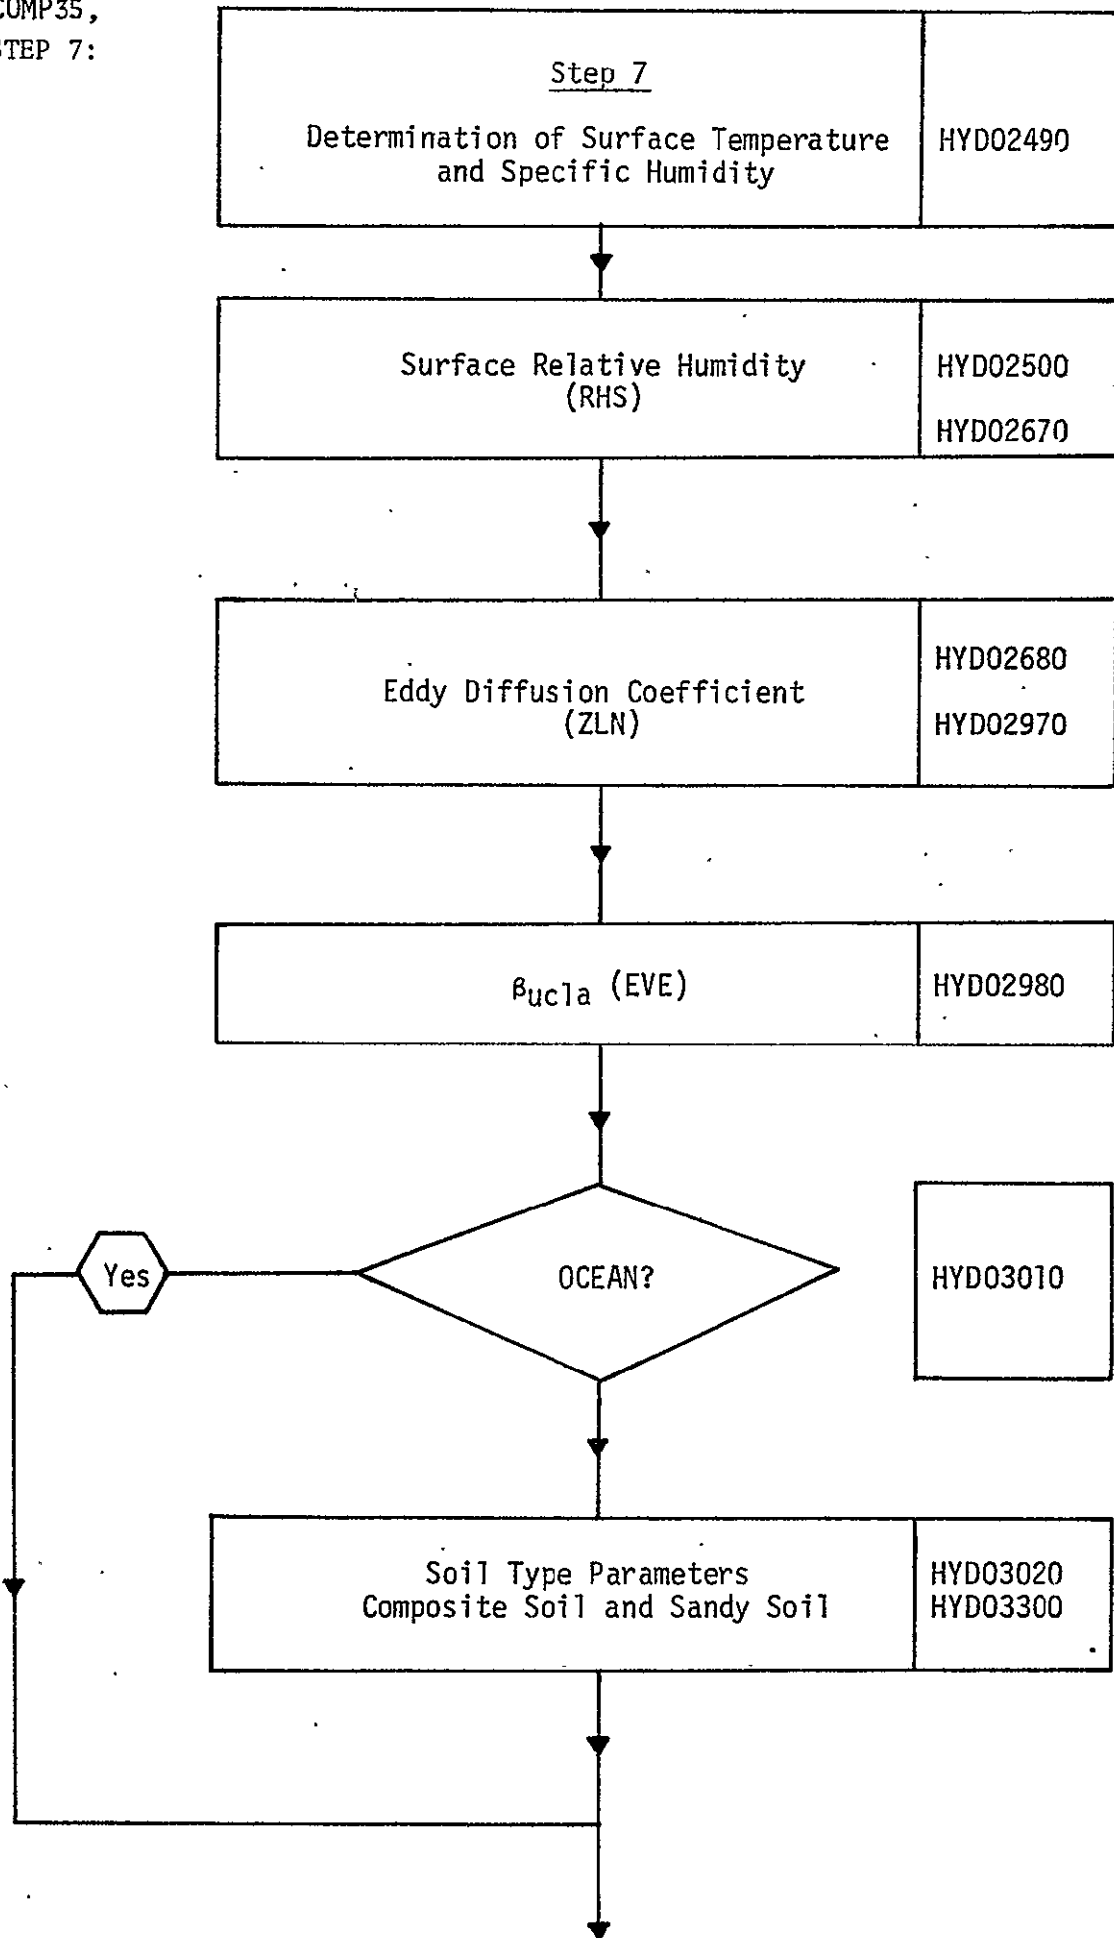 COMP35,
STEP 7:
Step 7
Determination of Surface Temperature
and Specific Humidity
HYD02490
Surface Relative Humidity
(RHS)
HYD02500
HYD02670
Eddy Diffusion Coefficient
(ZLN)
HYD02680
HYD02970
βucla (EVE)
HYD02980
Yes
OCEAN?
HYD03010
Soil Type Parameters
Composite Soil and Sandy Soil
HYD03020
HYD03300